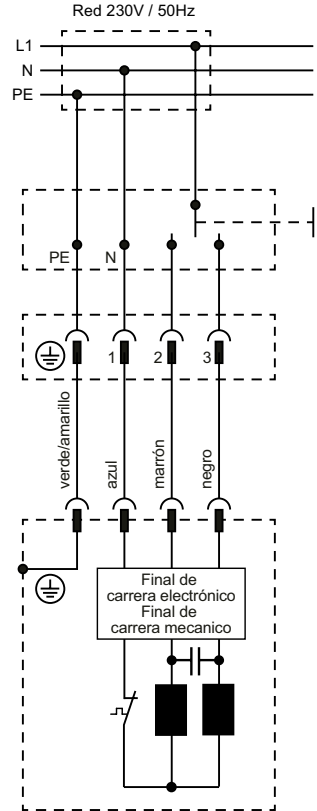 Red 230V / 50Hz
L1
N
PE
PE N
1 2 3
verde/amarillo
azul
marrón
negro
Final de
carrera electrónico
Final de
carrera mecanico